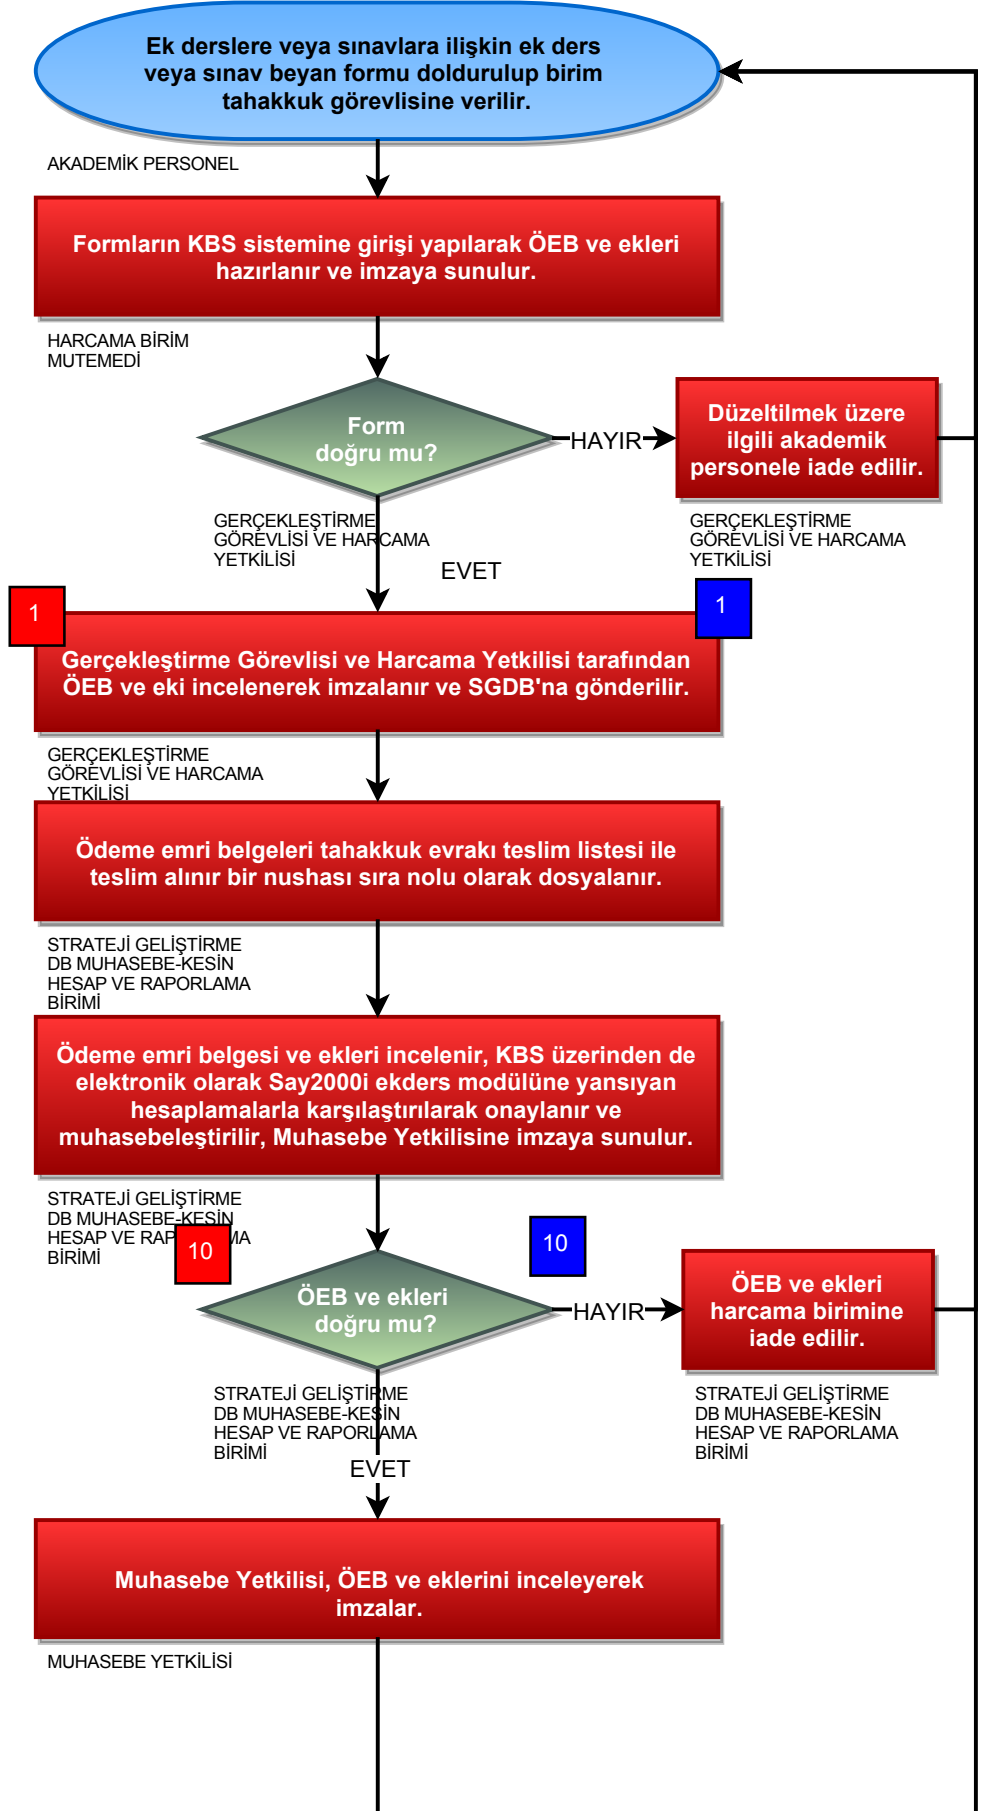 Ek derslere veya sınavlara ilişkin ek ders
veya sınav beyan formu doldurulup birim
tahakkuk görevlisine verilir.
AKADEMİK PERSONEL
Formların KBS sistemine girişi yapılarak ÖEB ve ekleri
hazırlanır ve imzaya sunulur.
HARCAMA BİRİM
MUTEMEDİ
Form
doğru mu?
HAYIR
Düzeltilmek üzere
ilgili akademik
personele iade edilir.
GERÇEKLEŞTİRME
GÖREVLİSİ VE HARCAMA
YETKİLİSİ
GERÇEKLEŞTİRME
GÖREVLİSİ VE HARCAMA
YETKİLİSİ
EVET
1
1
Gerçekleştirme Görevlisi ve Harcama Yetkilisi tarafından
ÖEB ve eki incelenerek imzalanır ve SGDB'na gönderilir.
GERÇEKLEŞTİRME
GÖREVLİSİ VE HARCAMA
YETKİLİSİ
Ödeme emri belgeleri tahakkuk evrakı teslim listesi ile
teslim alınır bir nushası sıra nolu olarak dosyalanır.
STRATEJİ GELİŞTİRME
DB MUHASEBE-KESİN
HESAP VE RAPORLAMA
BİRİMİ
Ödeme emri belgesi ve ekleri incelenir, KBS üzerinden de
elektronik olarak Say2000i ekders modülüne yansıyan
hesaplamalarla karşılaştırılarak onaylanır ve
muhasebeleştirilir, Muhasebe Yetkilisine imzaya sunulur.
STRATEJİ GELİŞTİRME
DB MUHASEBE-KESİN
HESAP VE RAP MA
BİRİMİ
10
10
ÖEB ve ekleri
doğru mu?
HAYIR
ÖEB ve ekleri
harcama birimine
iade edilir.
STRATEJİ GELİŞTİRME
DB MUHASEBE-KESİN
HESAP VE RAPORLAMA
BİRİMİ
STRATEJİ GELİŞTİRME
DB MUHASEBE-KESİN
HESAP VE RAPORLAMA
BİRİMİ
EVET
Muhasebe Yetkilisi, ÖEB ve eklerini inceleyerek
imzalar.
MUHASEBE YETKİLİSİ